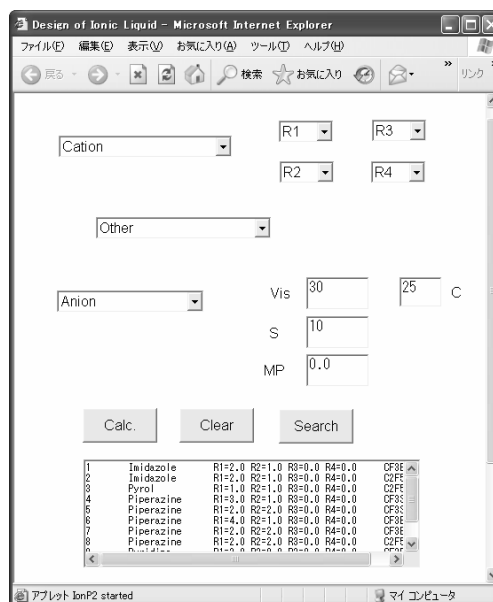 Design of Ionic Liquid - Microsoft Internet Explorer
ファイル(F) 編集(E) 表示(V) お気に入り(A) ツール(T) ヘルプ(H)
戻る 検索 お気に入り » リンク »
R1 R3
Cation
R2 R4
Other
Anion Vis 30 25 C
S 10
MP 0.0
Calc. Clear Search
1 Imidazole R1=2.0 R2=1.0 R3=0.0 R4=0.0 CF3E
2 Imidazole R1=2.0 R2=1.0 R3=0.0 R4=0.0 C2F5
3 Pyrol R1=1.0 R2=1.0 R3=0.0 R4=0.0 C2F5
4 Piperazine R1=3.0 R2=1.0 R3=0.0 R4=0.0 CF3S
5 Piperazine R1=2.0 R2=2.0 R3=0.0 R4=0.0 CF3S
6 Piperazine R1=4.0 R2=1.0 R3=0.0 R4=0.0 CF3E
7 Piperazine R1=2.0 R2=2.0 R3=0.0 R4=0.0 CF3E
8 Piperazine R1=2.0 R2=2.0 R3=0.0 R4=0.0 C2F5
アプレット IonP2 started マイ コンピュータ